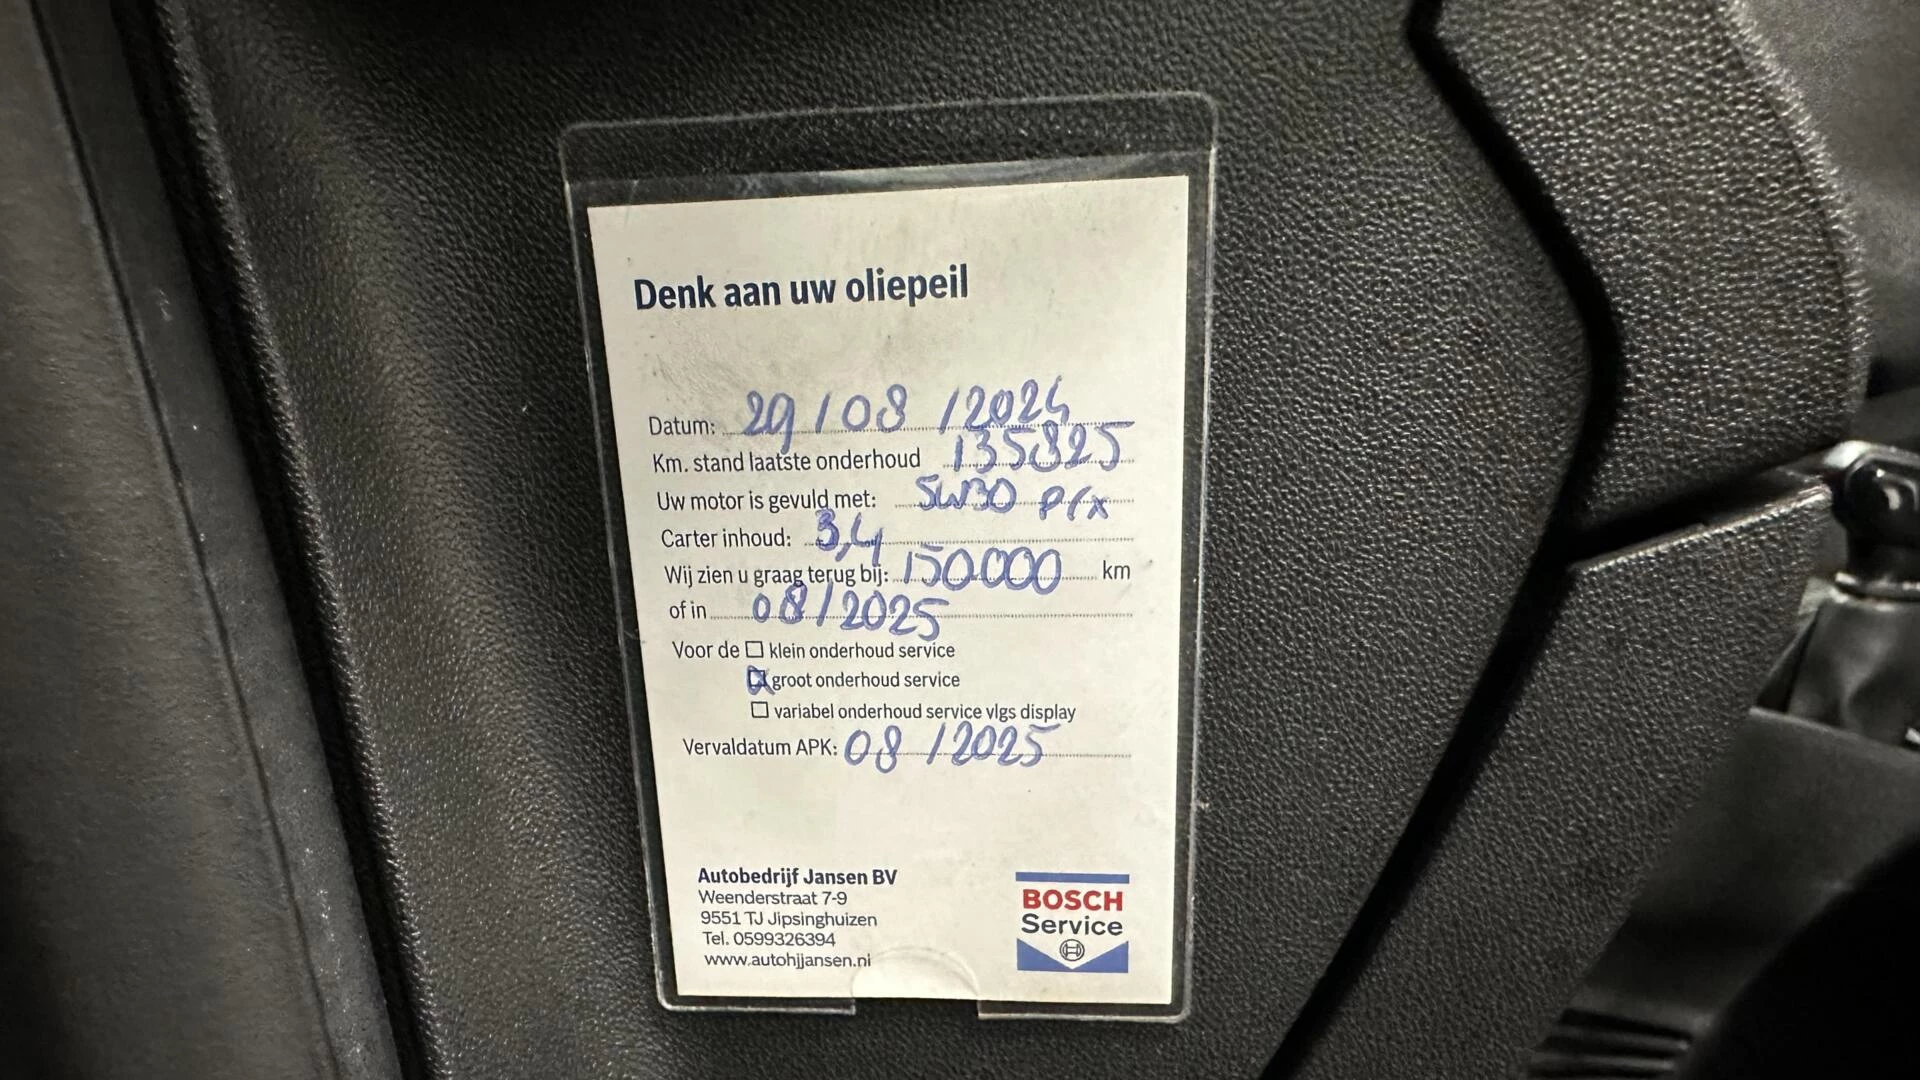 Denk aan uw oliepeil
Datum: 29/08/2024
Km. stand laatste onderhoud 135825
Uw motor is gevuld met: 5W30
Carter inhoud: 3,4
Wij zien u graag terug bij: 150000 km
of in 08/2025
Voor de klein onderhoud service
groot onderhoud service
variabel onderhoud service vlgs display
Vervaldatum APK: 08/2025
Autobedrijf Jansen BV
Weenderstraat 7-9
9551 TJ Jipsinghuizen
Tel. 0599326394
www.autohjjansen.nl
BOSCH
Service